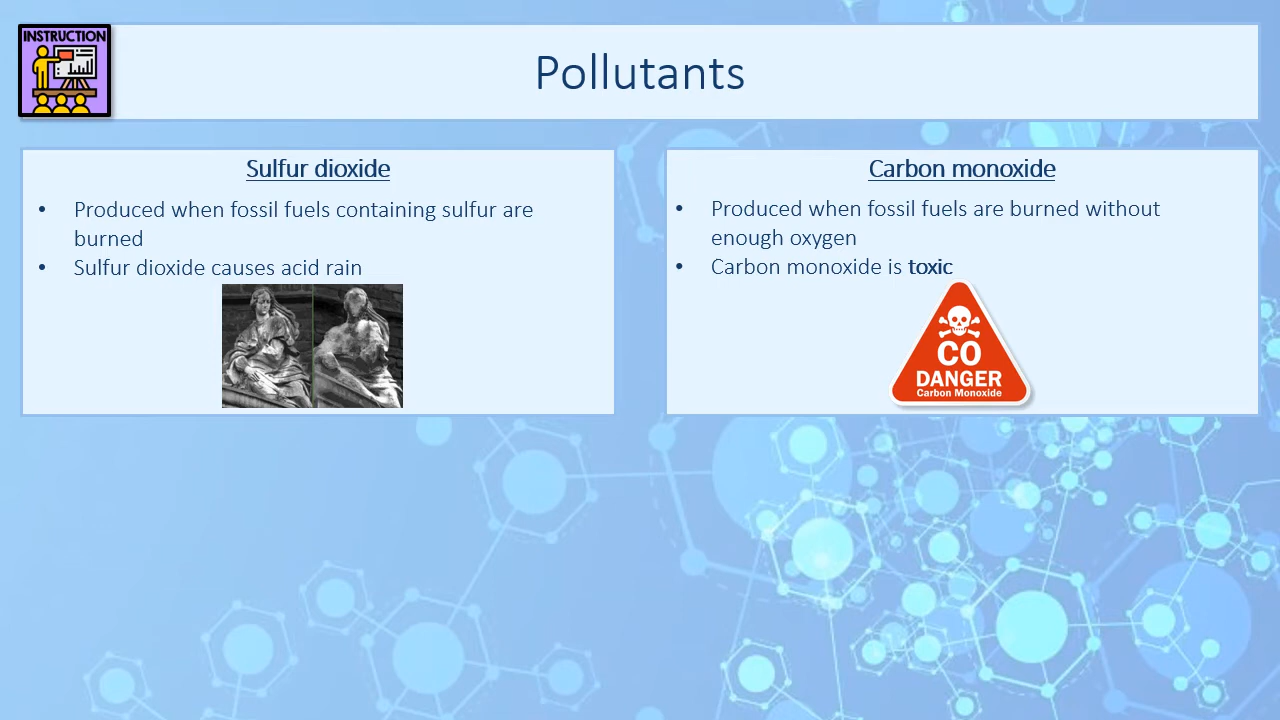 INSTRUCTION
Pollutants
Sulfur dioxide
• Produced when fossil fuels containing sulfur are
burned
• Sulfur dioxide causes acid rain
Carbon monoxide
• Produced when fossil fuels are burned without
enough oxygen
• Carbon monoxide is toxic
CO
DANGER
Carbon Monoxide